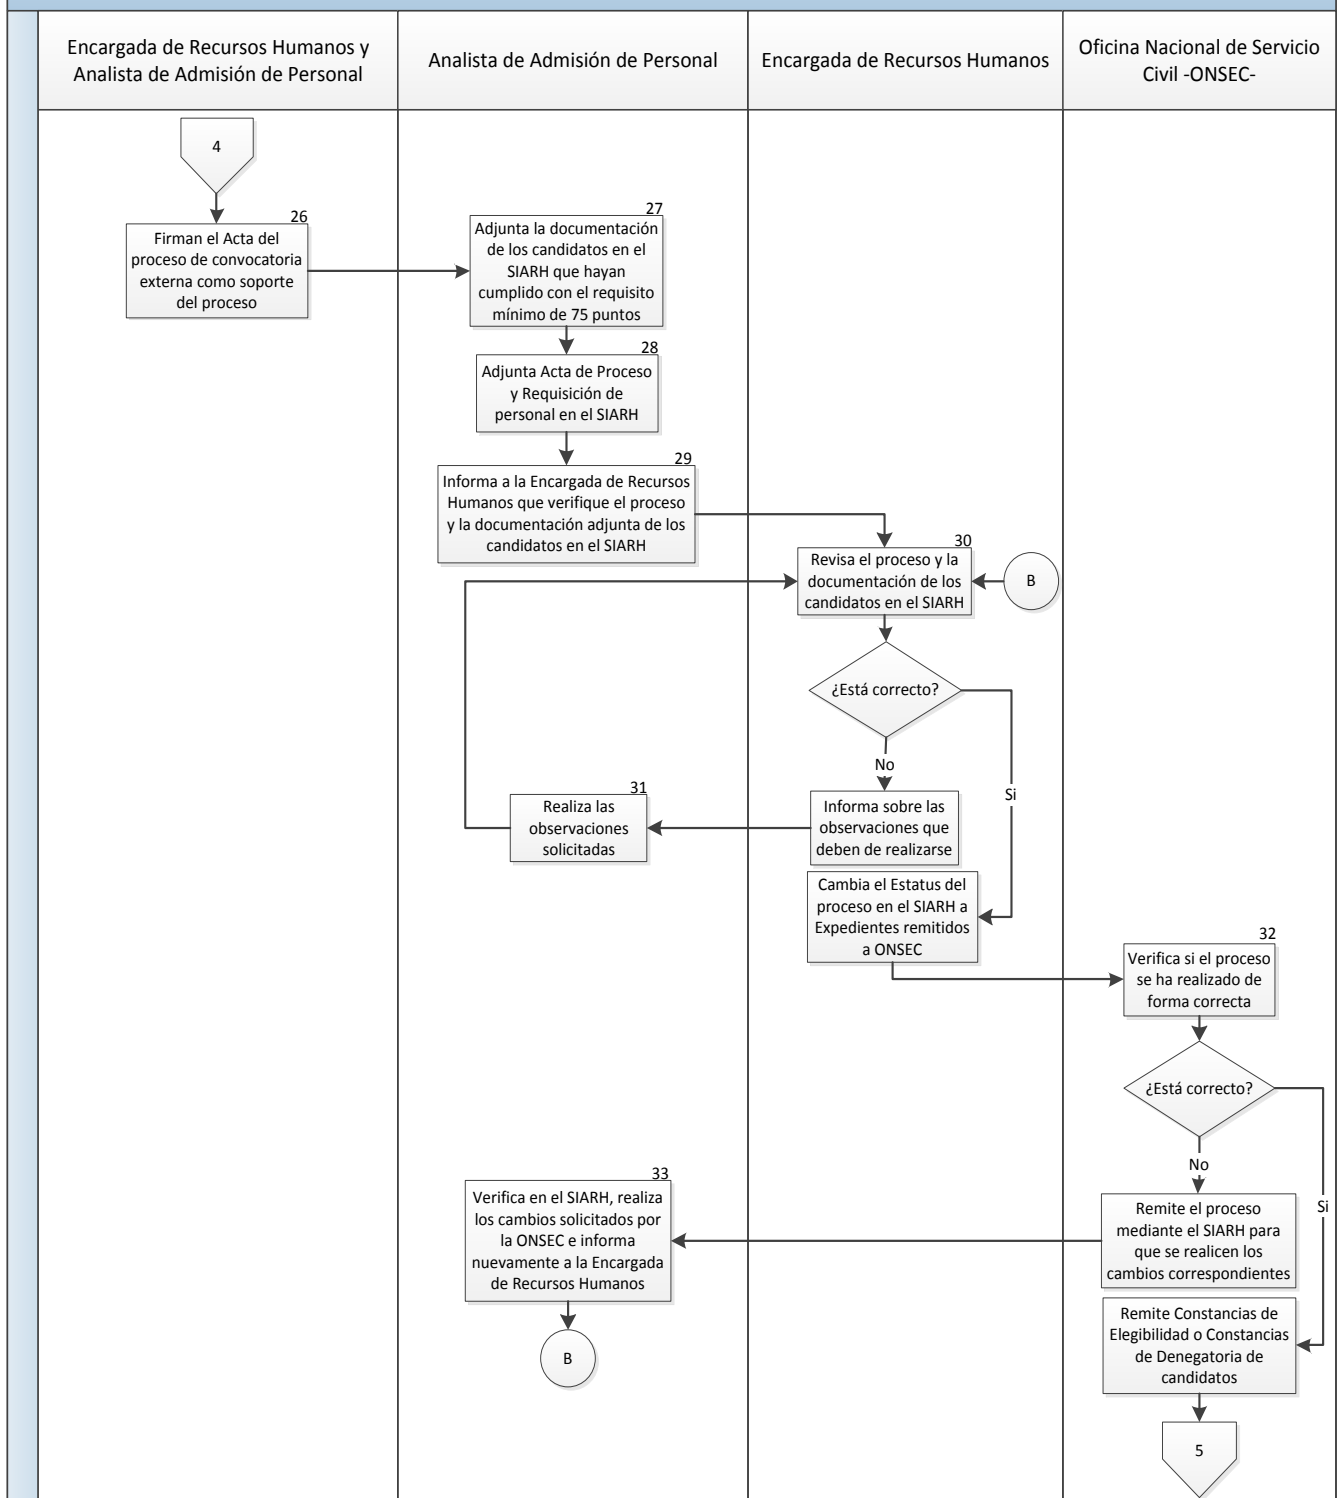 Encargada de Recursos Humanos y
Analista de Admisión de Personal
Analista de Admisión de Personal
Encargada de Recursos Humanos
Oficina Nacional de Servicio
Civil -ONSEC-
4
26
Firman el Acta del
proceso de convocatoria
externa como soporte
del proceso
27
Adjunta la documentación
de los candidatos en el
SIARH que hayan
cumplido con el requisito
mínimo de 75 puntos
28
Adjunta Acta de Proceso
y Requisición de
personal en el SIARH
29
Informa a la Encargada de Recursos
Humanos que verifique el proceso
y la documentación adjunta de los
candidatos en el SIARH
30
Revisa el proceso y la
documentación de los
candidatos en el SIARH
B
¿Está correcto?
No
Si
Informa sobre las
observaciones que
deben de realizarse
31
Realiza las
observaciones
solicitadas
Cambia el Estatus del
proceso en el SIARH a
Expedientes remitidos
a ONSEC
32
Verifica si el proceso
se ha realizado de
forma correcta
¿Está correcto?
No
Si
Remite el proceso
mediante el SIARH para
que se realicen los
cambios correspondientes
33
Verifica en el SIARH, realiza
los cambios solicitados por
la ONSEC e informa
nuevamente a la Encargada
de Recursos Humanos
B
Remite Constancias de
Elegibilidad o Constancias
de Denegatoria de
candidatos
5